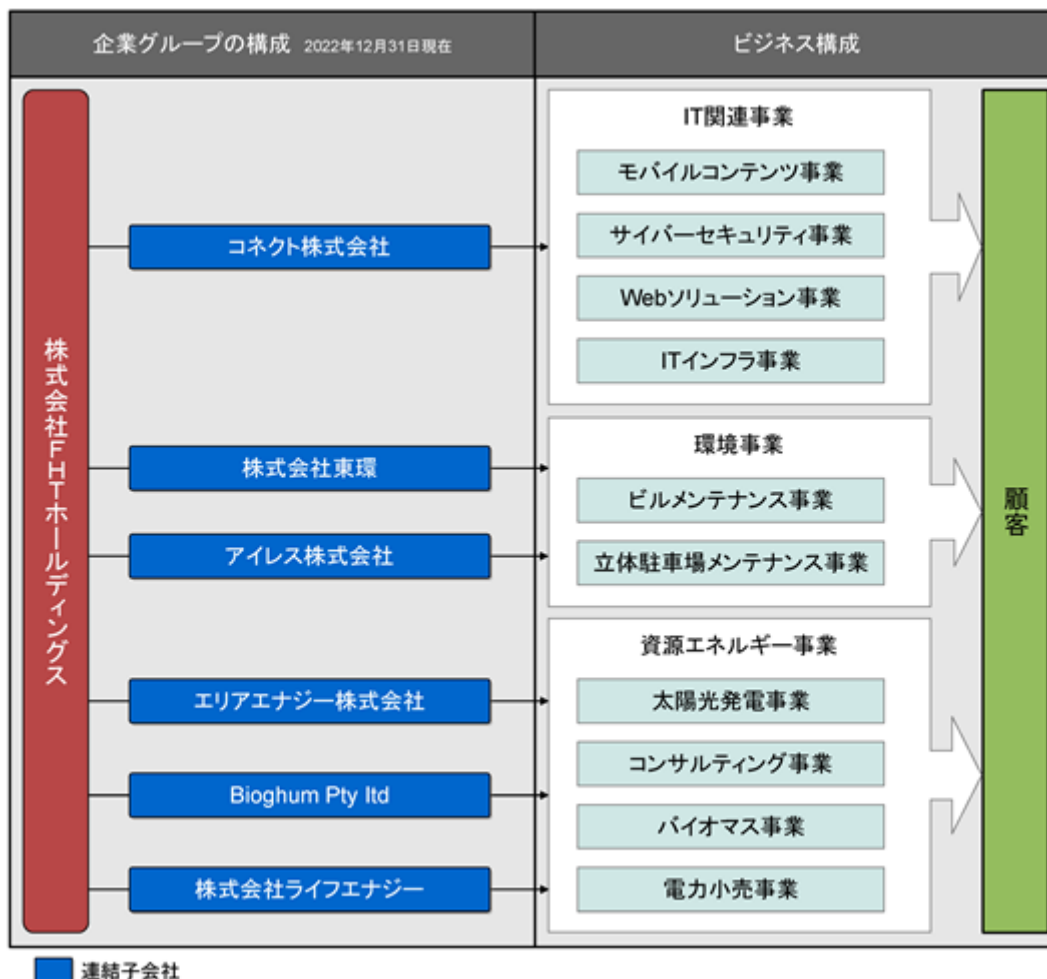 企業グループの構成 2022年12月31日現在
ビジネス構成
株式会社FHTホールディングス
コネクト株式会社
株式会社東環
アイレス株式会社
エリアエナジー株式会社
Bioghum Pty ltd
株式会社ライフエナジー
IT関連事業
モバイルコンテンツ事業
サイバーセキュリティ事業
Webソリューション事業
ITインフラ事業
環境事業
ビルメンテナンス事業
立体駐車場メンテナンス事業
資源エネルギー事業
太陽光発電事業
コンサルティング事業
バイオマス事業
電力小売事業
顧客
連結子会社